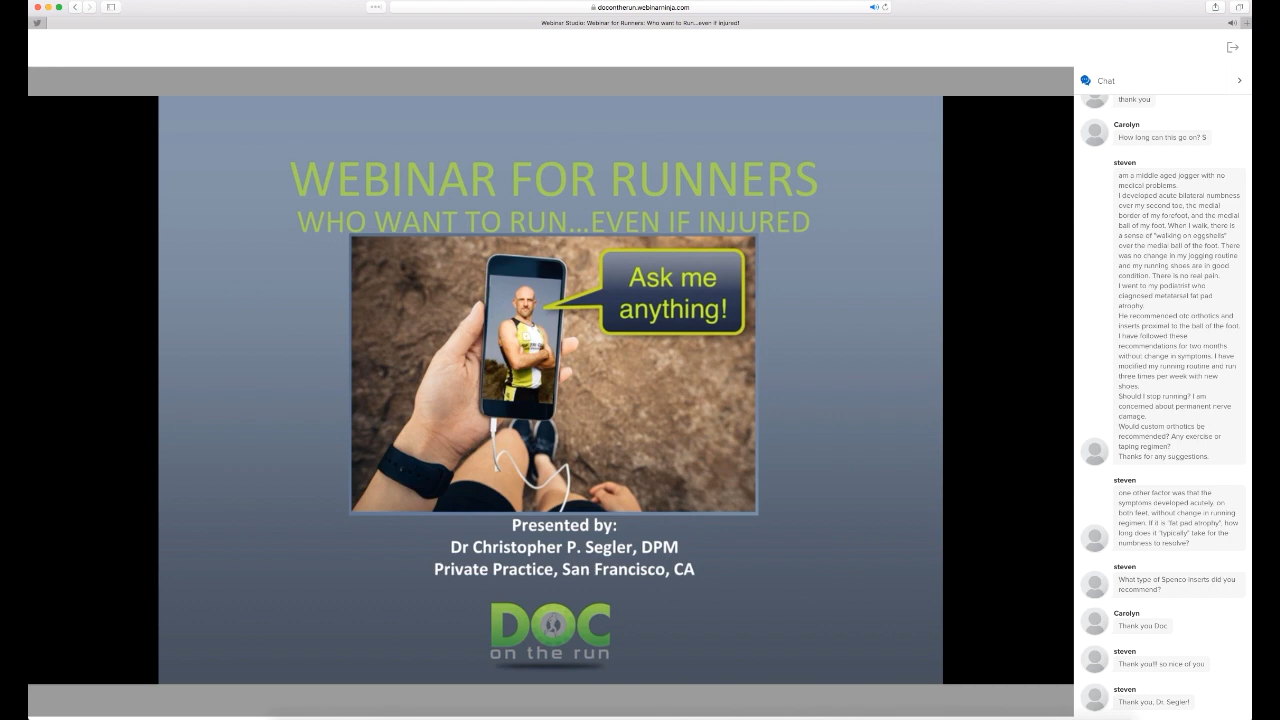 docontherun.webinarninja.com
Webinar Studio: Webinar for Runners: Who want to Run...even if injured!
WEBINAR FOR RUNNERS
WHO WANT TO RUN...EVEN IF INJURED
Ask me
anything!
Presented by:
Dr Christopher P. Segler, DPM
Private Practice, San Francisco, CA
DOC
on the run
Chat
thank you
Carolyn
How long can this go on? S
steven
am a middle aged jogger with no
medical problems.
I developed acute bilateral numbness
over my second toe, the medial
border of my forefoot, and the medial
ball of my foot. When I walk, there is
a sense of "walking on eggshells"
over the medial ball of the foot. There
was no change in my jogging routine
and my running shoes are in good
condition. There is no real pain.
I went to my podiatrist who
diagnosed metatarsal fat pad
atrophy.
He recommended otc orthotics and
inserts proximal to the ball of the foot.
I have followed these
recommendations for two months
without change in symptoms. I have
modified my running routine and run
three times per week with new
shoes.
Should I stop running? I am
concerned about permanent nerve
damage.
Would custom orthotics be
recommended? Any exercise or
taping regimen?
Thanks for any suggestions.
steven
one other factor was that the
symptoms developed acutely, on
both feet, without change in running
regimen. If it is "fat pad atrophy", how
long does it "typically" take for the
numbness to resolve?
steven
What type of Spenco inserts did you
recommend?
Carolyn
Thank you Doc
steven
Thank you!!! so nice of you
steven
Thank you, Dr. Segler!